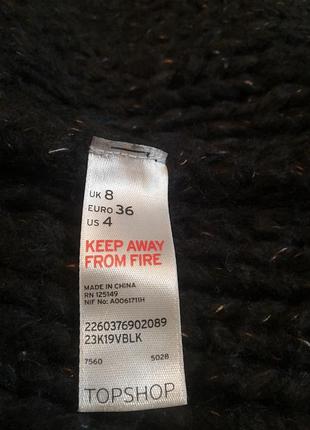 UK 8
EURO 36
US 4
KEEP AWAY
FROM FIRE
MADE IN CHINA
RN 125149
NIF No: A0061711H
2260376902089
23K19VBLK
7560 5028
TOPSHOP